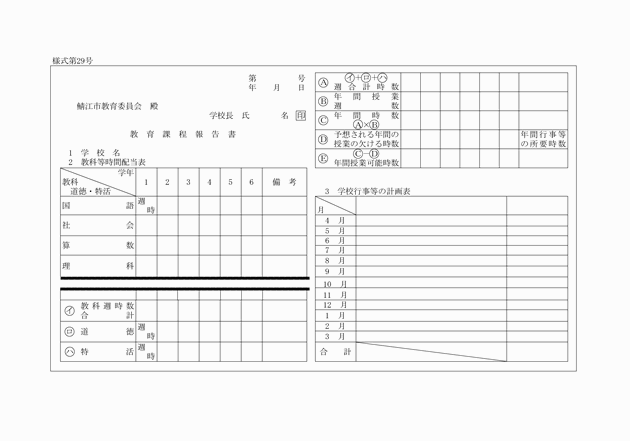 様式第29号
第　　　　　号
年　　月　　日
鯖江市教育委員会　殿
学校長　氏　　　　名　印
教　育　課　程　報　告　書
1　学　校　名
2　教科等時間配当表
学年
教科
道徳・特活
1　2　3　4　5　6　備　考
国　　　　　語　週
時
社　　　　　会
算　　　　　数
理　　　　　科
㋑　教科週時数
合　　　　計
㋺　道　　　　徳　週
時
㋩　特　　　　活　週
時
Ⓐ　㋑+㋺+㋩
週合計時数
Ⓑ　年間授業
週　　　　数
Ⓒ　年間時数
Ⓐ×Ⓑ
Ⓓ　予想される年間の
授業の欠ける時数
年間行事等
の所要時数
Ⓔ　Ⓒ−Ⓓ
年間授業可能時数
3　学校行事等の計画表
月
4　月
5　月
6　月
7　月
8　月
9　月
10　月
11　月
12　月
1　月
2　月
3　月
合　　計